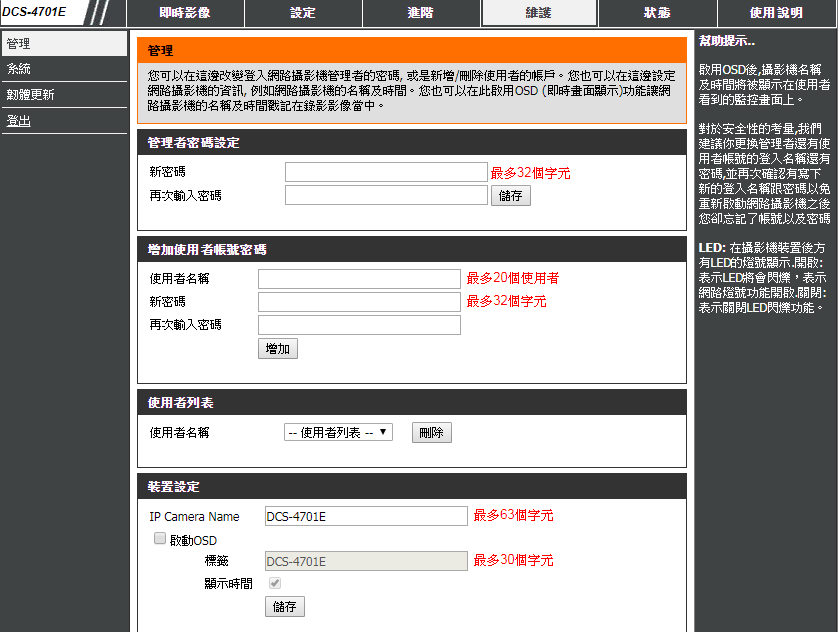 DCS-4701E
即時影像
設定
進階
維護
狀態
使用說明
管理
系統
韌體更新
登出
管理
您可以在這邊改變登入網路攝影機管理者的密碼, 或是新增/刪除使用者的帳戶。您也可以在這邊設定
網路攝影機的資訊, 例如網路攝影機的名稱及時間。您也可以在此啟用OSD (即時畫面顯示)功能讓網
路攝影機的名稱及時間戳記在錄影影像當中。
管理者密碼設定
新密碼
最多32個字元
再次輸入密碼
儲存
增加使用者帳號密碼
使用者名稱
最多20個使用者
新密碼
最多32個字元
再次輸入密碼
增加
使用者列表
使用者名稱
-- 使用者列表 --
刪除
裝置設定
IP Camera Name
DCS-4701E
最多63個字元
啟動OSD
標籤
DCS-4701E
最多30個字元
顯示時間
儲存
幫助提示..
啟用OSD後,攝影機名稱
及時間將被顯示在使用者
看到的監控畫面上。
對於安全性的考量,我們
建議你更換管理者還有使
用者帳號的登入名稱還有
密碼,並再次確認有寫下
新的登入名稱跟密碼以免
重新啟動網路攝影機之後
您卻忘記了帳號以及密碼
LED: 在攝影機裝置後方
有LED的燈號顯示.開啟:
表示LED將會閃爍，表示
網路燈號功能開啟.關閉:
表示關閉LED閃爍功能。